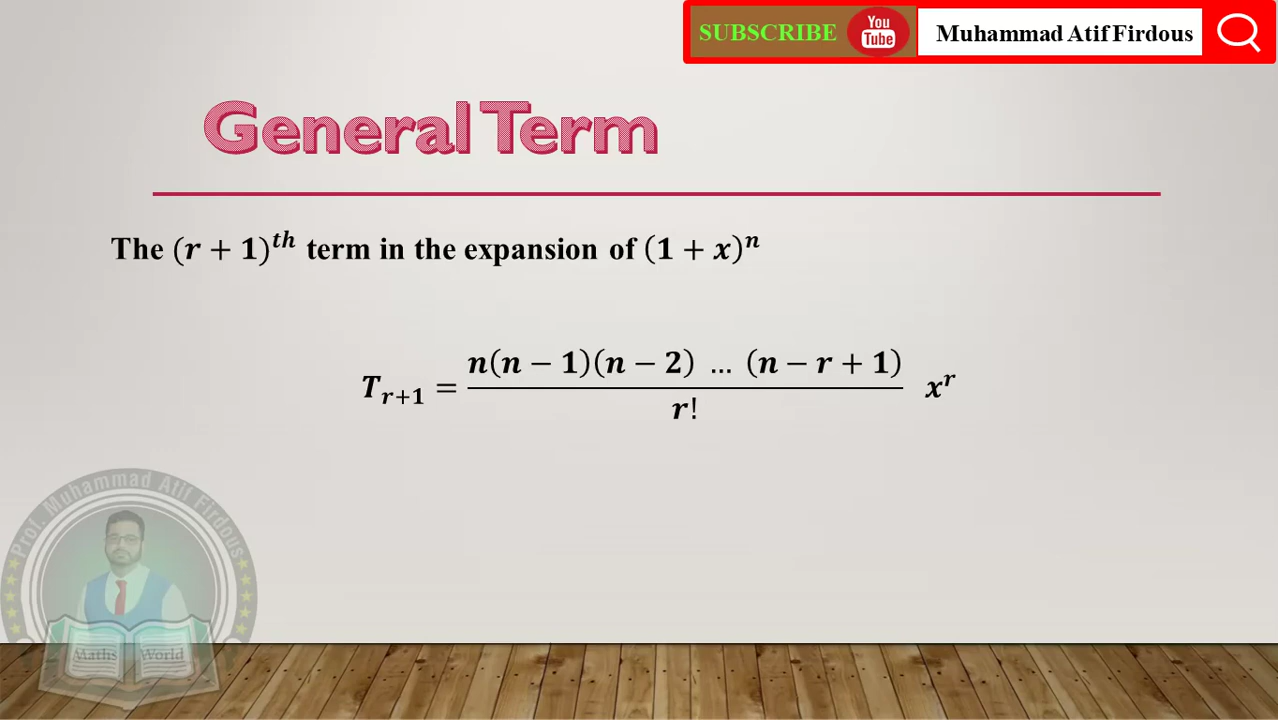 SUBSCRIBE You Tube Muhammad Atif Firdous
General Term
The (r + 1)^{th} term in the expansion of (1 + x)^n
T_{r+1} = \frac{n(n − 1)(n − 2) … (n − r + 1)}{r!} x^r
Prof. Muhammad Atif Firdous
Maths World